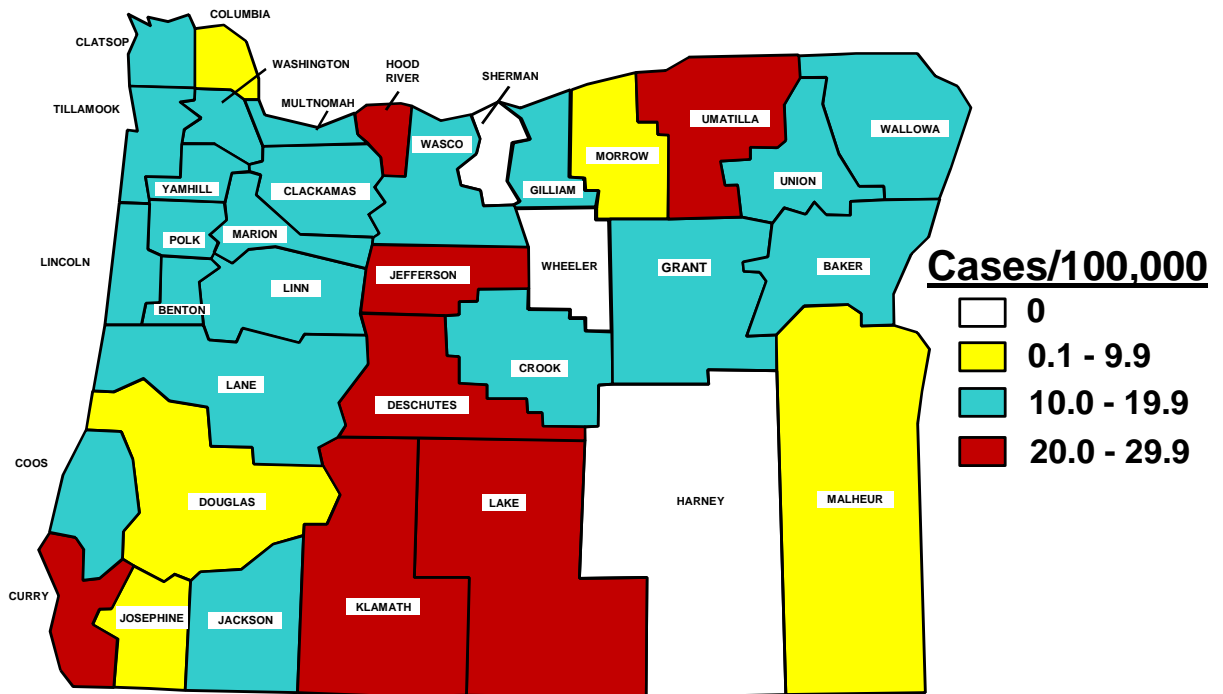 COLUMBIA
CLATSOP
WASHINGTON
HOOD
RIVER
SHERMAN
TILLAMOOK
MULTNOMAH
UMATILLA
WALLOWA
WASCO
MORROW
YAMHILL
CLACKAMAS
GILLIAM
UNION
POLK
MARION
LINCOLN
JEFFERSON
WHEELER
GRANT
BAKER
LINN
BENTON
CROOK
LANE
DESCHUTES
COOS
DOUGLAS
LAKE
HARNEY
MALHEUR
CURRY
JOSEPHINE
JACKSON
KLAMATH
Cases/100,000
0
0.1 - 9.9
10.0 - 19.9
20.0 - 29.9